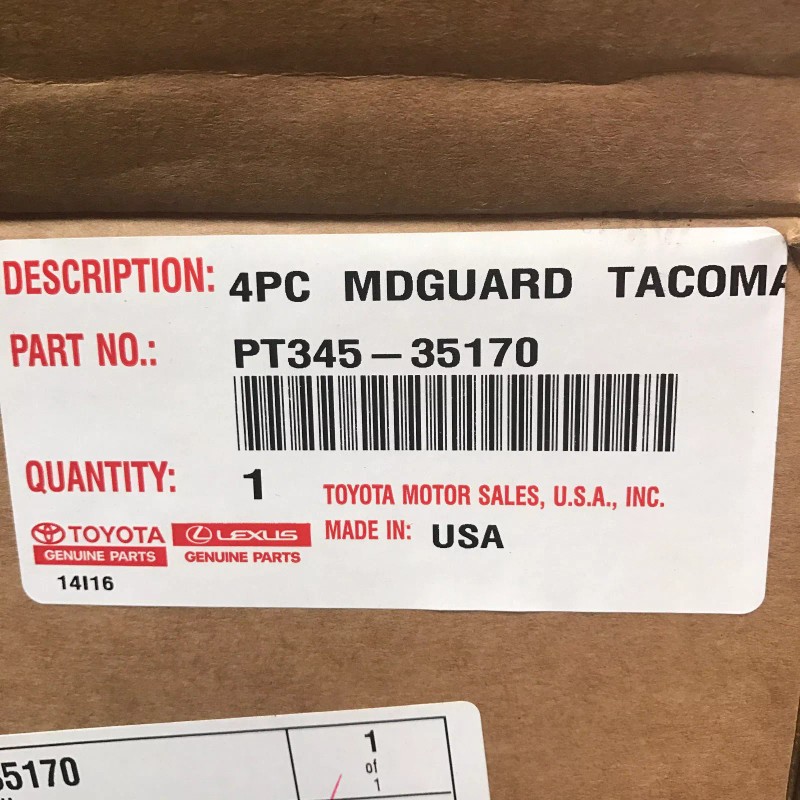 DESCRIPTION: 4PC MDGUARD TACOMA
PART NO.: PT345-35170
QUANTITY: 1
TOYOTA MOTOR SALES, U.S.A., INC.
TOYOTA
GENUINE PARTS
LEXUS
GENUINE PARTS
MADE IN: USA
14I16
35170
1
of
1